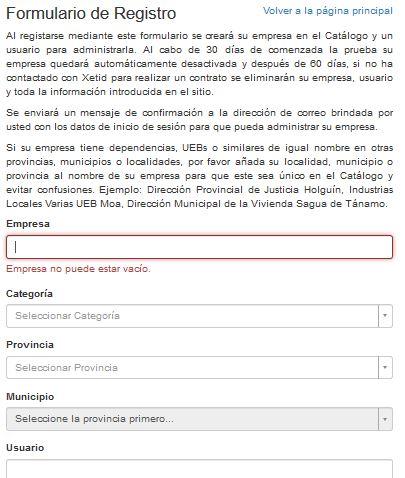 Formulario de Registro
Volver a la página principal
Al registarse mediante este formulario se creará su empresa en el Catálogo y un
usuario para administrarla. Al cabo de 30 días de comenzada la prueba su
empresa quedará automáticamente desactivada y después de 60 días, si no ha
contactado con Xetid para realizar un contrato se eliminarán su empresa, usuario
y toda la información introducida en el sitio.
Se enviará un mensaje de confirmación a la dirección de correo brindada por
usted con los datos de inicio de sesión para que pueda administrar su empresa.
Si su empresa tiene dependencias, UEBs o similares de igual nombre en otras
provincias, municipios o localidades, por favor añada su localidad, municipio o
provincia al nombre de su empresa para que este sea único en el Catálogo y
evitar confusiones. Ejemplo: Dirección Provincial de Justicia Holguín, Industrias
Locales Varias UEB Moa, Dirección Municipal de la Vivienda Sagua de Tánamo.
Empresa
Empresa no puede estar vacío.
Categoría
Seleccionar Categoría
Provincia
Seleccionar Provincia
Municipio
Seleccione la provincia primero...
Usuario